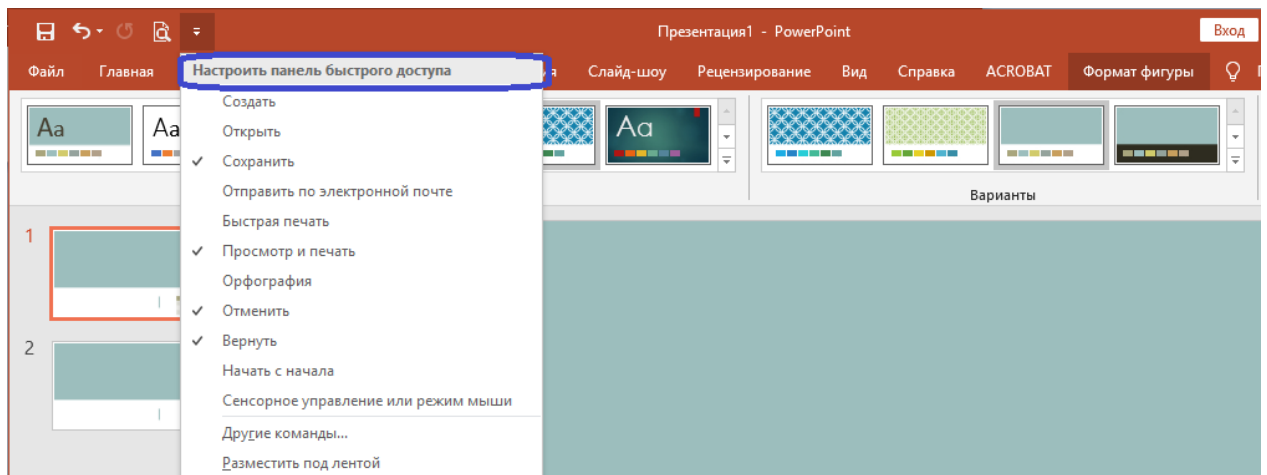 Презентация1 - PowerPoint
Вход
Файл Главная Слайд-шоу Рецензирование Вид Справка ACROBAT Формат фигуры
Настроить панель быстрого доступа
Создать
Открыть
Сохранить
Отправить по электронной почте
Быстрая печать
Просмотр и печать
Орфография
Отменить
Вернуть
Начать с начала
Сенсорное управление или режим мыши
Другие команды...
Разместить под лентой
Aa Aa Aa
Варианты
1
2